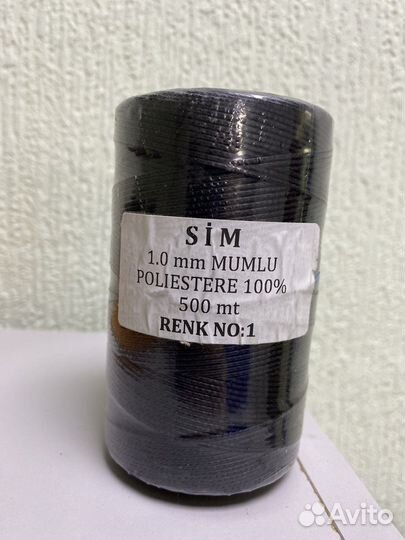 SİM
1.0 mm MUMLU
POLIESTERE 100%
500 mt
RENK NO:1
Avito